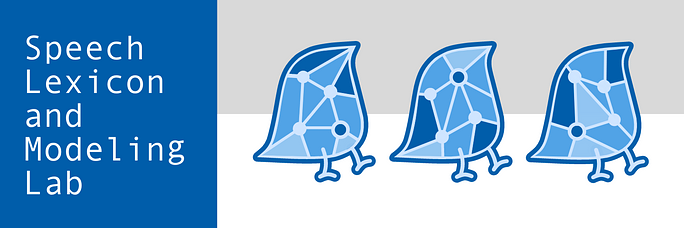 Speech
Lexicon
and
Modeling
Lab